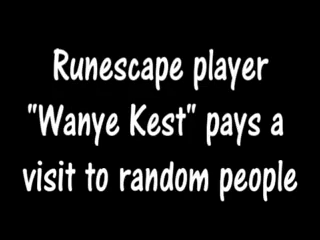 Runescape player
"Wanye Kest" pays a
visit to random people